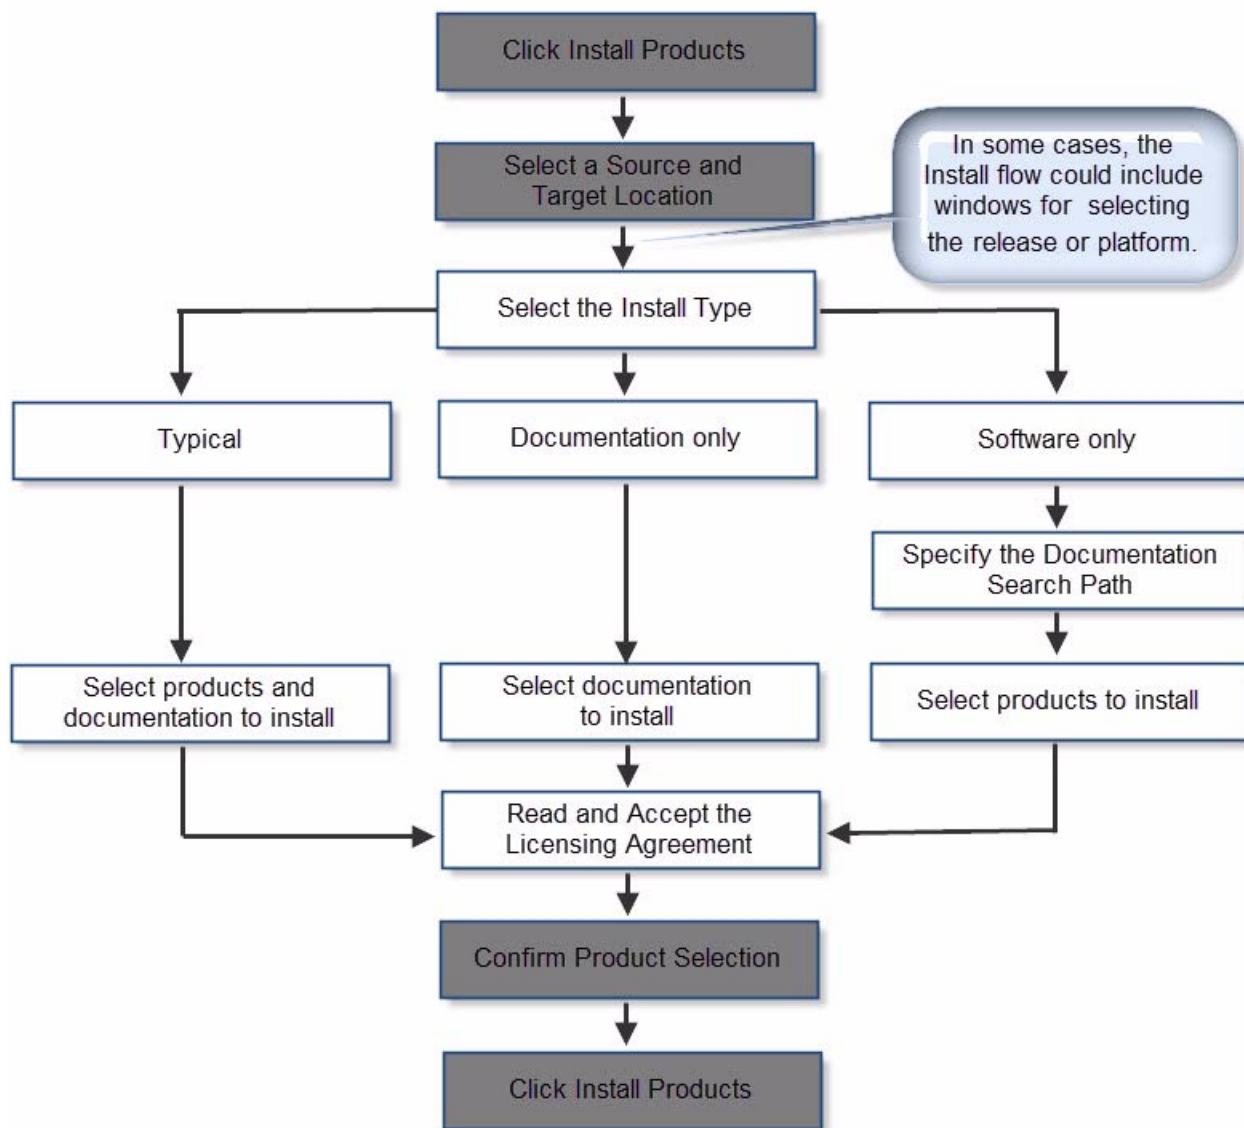 Click Install Products
Select a Source and
Target Location
In some cases, the
Install flow could include
windows for selecting
the release or platform.
Select the Install Type
Typical
Documentation only
Software only
Specify the Documentation
Search Path
Select products and
documentation to install
Select documentation
to install
Select products to install
Read and Accept the
Licensing Agreement
Confirm Product Selection
Click Install Products